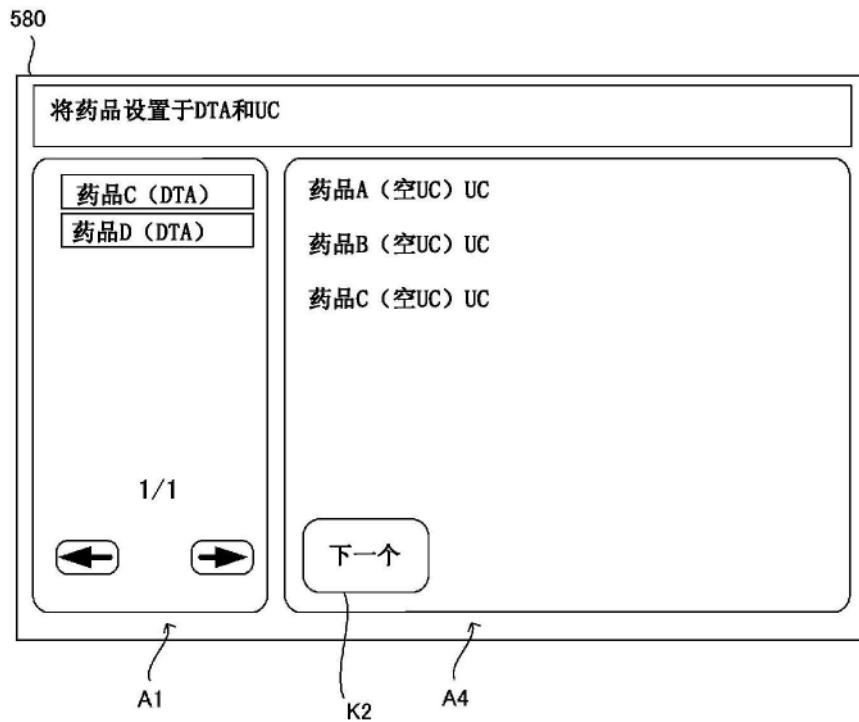 580
将药品设置于DTA和UC
药品C（DTA）
药品D（DTA）
1/1
药品A（空UC）UC
药品B（空UC）UC
药品C（空UC）UC
下一个
A1
K2
A4